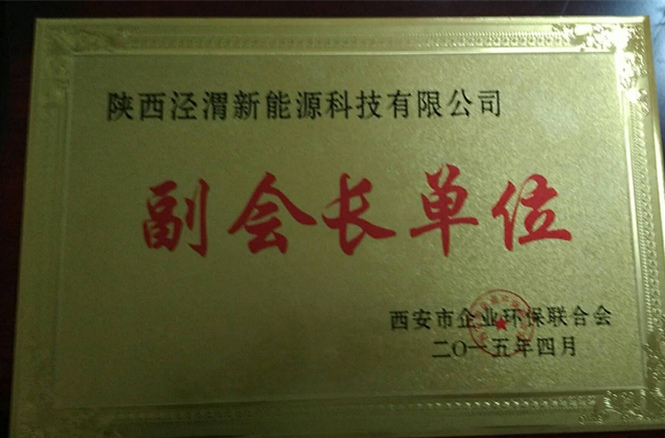 陕西泾渭新能源科技有限公司
副会长单位
西安市企业环保联合会
二〇一五年四月